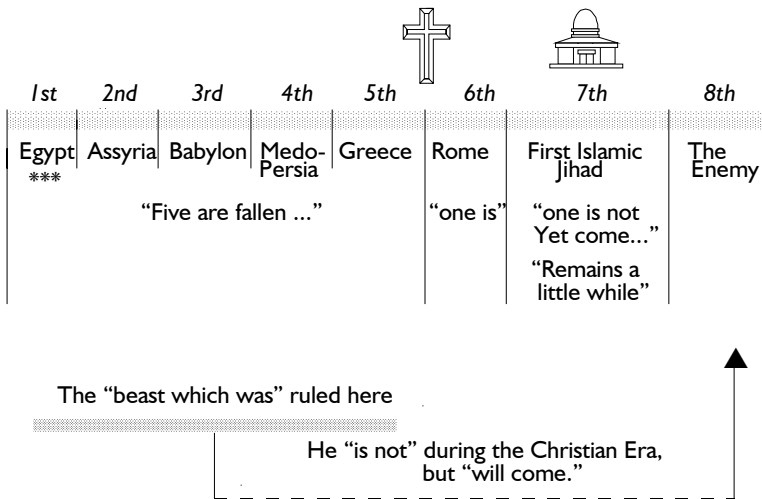 1st 2nd 3rd 4th 5th 6th 7th 8th
Egypt Assyria Babylon Medo- Greece Rome First Islamic The
Persia Jihad Enemy
***
“Five are fallen ...” “one is” “one is not
Yet come...”
“Remains a
little while”
The “beast which was” ruled here
He “is not” during the Christian Era,
but “will come.”